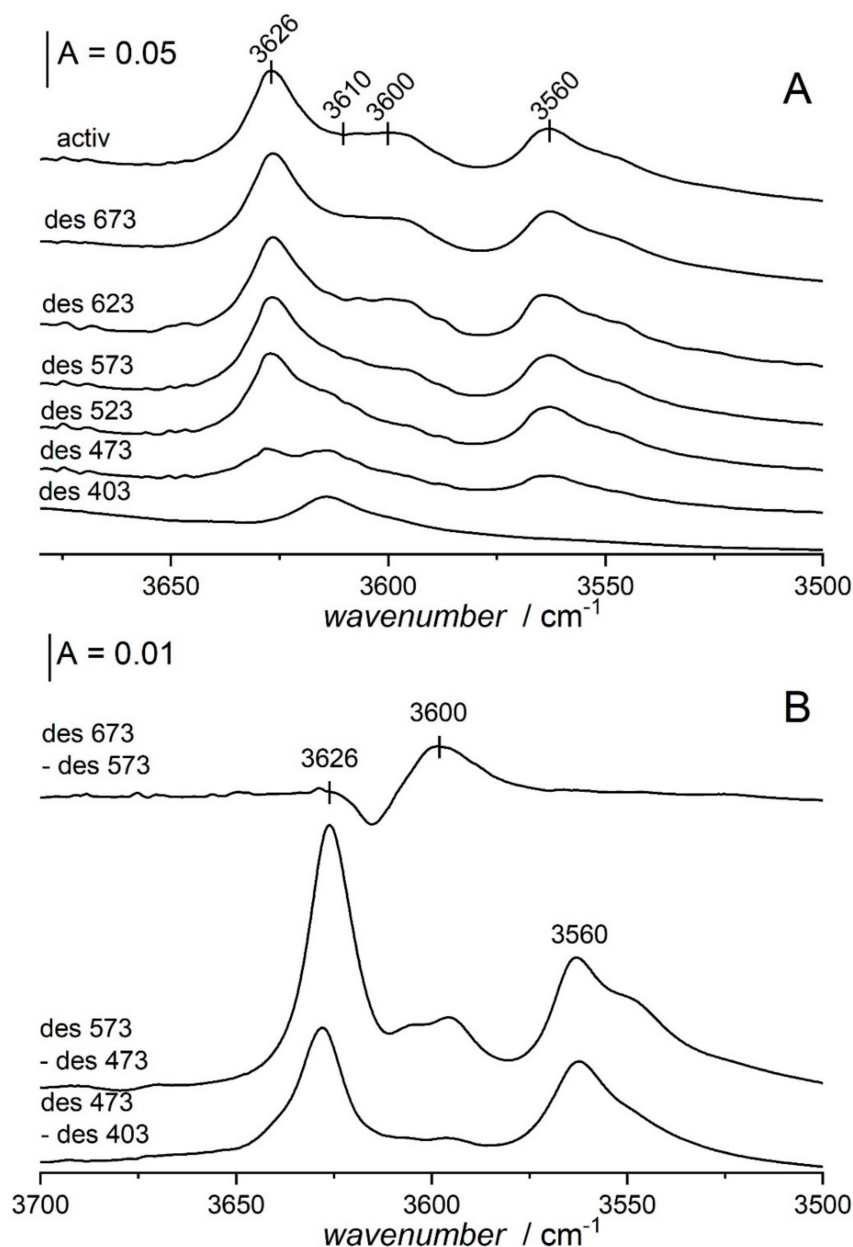 A = 0.05
A
3626
3610
3600
3560
activ
des 673
des 623
des 573
des 523
des 473
des 403
3650
3600
3550
3500
wavenumber / cm⁻¹
A = 0.01
B
des 673
- des 573
3626
3600
3560
des 573
- des 473
des 473
- des 403
3700
3650
3600
3550
3500
wavenumber / cm⁻¹